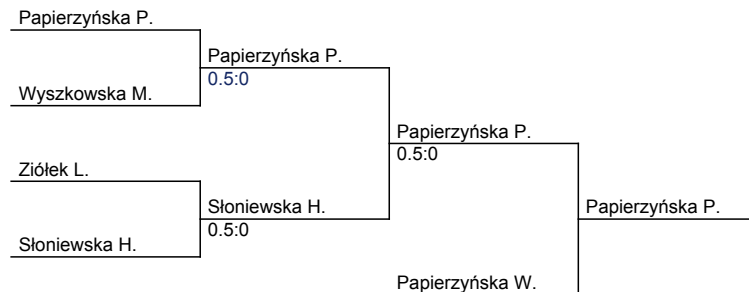 Papierzyńska P.
Papierzyńska P.
0.5:0
Wyszkowska M.
Papierzyńska P.
0.5:0
Ziółek L.
Słoniewska H.
0.5:0
Papierzyńska P.
Słoniewska H.
Papierzyńska W.